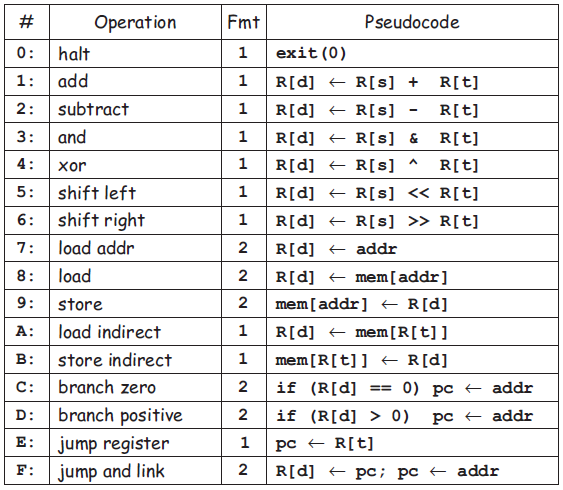 # Operation Fmt Pseudocode
0: halt 1 exit(0)
1: add 1 R[d] ← R[s] + R[t]
2: subtract 1 R[d] ← R[s] - R[t]
3: and 1 R[d] ← R[s] & R[t]
4: xor 1 R[d] ← R[s] ^ R[t]
5: shift left 1 R[d] ← R[s] << R[t]
6: shift right 1 R[d] ← R[s] >> R[t]
7: load addr 2 R[d] ← addr
8: load 2 R[d] ← mem[addr]
9: store 2 mem[addr] ← R[d]
A: load indirect 1 R[d] ← mem[R[t]]
B: store indirect 1 mem[R[t]] ← R[d]
C: branch zero 2 if (R[d] == 0) pc ← addr
D: branch positive 2 if (R[d] > 0) pc ← addr
E: jump register 1 pc ← R[t]
F: jump and link 2 R[d] ← pc; pc ← addr